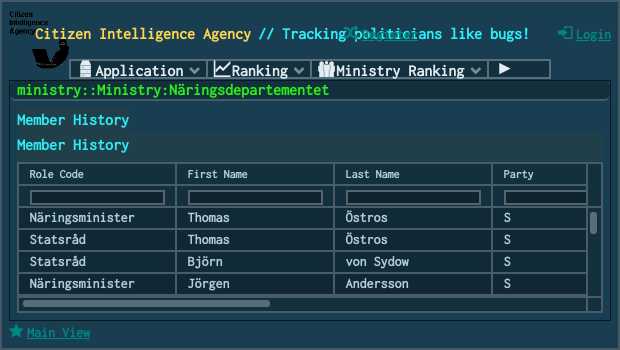 Citizen
Intelligence
Agency
Citizen Intelligence Agency // Tracking politicians like bugs!
Register
Login
Application
Ranking
Ministry Ranking
ministry::Ministry:Näringsdepartementet
Member History
Member History
Role Code First Name Last Name Party
Näringsminister Thomas Östros S
Statsråd Thomas Östros S
Statsråd Björn von Sydow S
Näringsminister Jörgen Andersson S
Main View